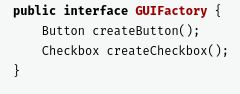 public interface GUIFactory {
    Button createButton();
    Checkbox createCheckbox();
}